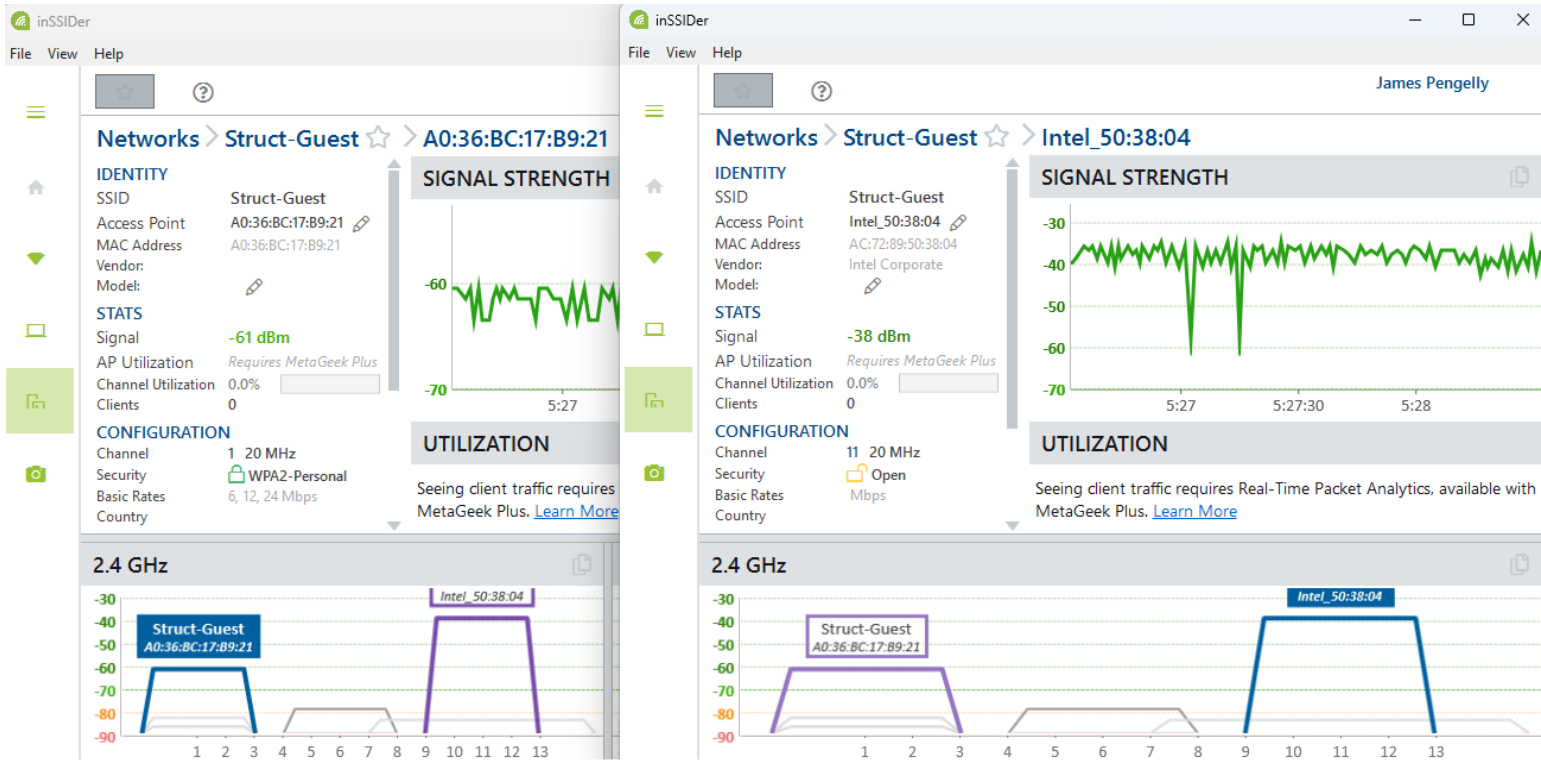 inSSIDer
File View Help
Networks Struct-Guest A0:36:BC:17:B9:21
IDENTITY
SSID Struct-Guest
Access Point A0:36:BC:17:B9:21
MAC Address A0:36:BC:17:B9:21
Vendor:
Model:
STATS
Signal -61 dBm
AP Utilization Requires MetaGeek Plus
Channel Utilization 0.0%
Clients 0
CONFIGURATION
Channel 1 20 MHz
Security WPA2-Personal
Basic Rates 6, 12, 24 Mbps
Country
SIGNAL STRENGTH
-60
-70
5:27
UTILIZATION
Seeing client traffic requires
MetaGeek Plus. Learn More
2.4 GHz
-30
-40
-50
-60
-70
-80
-90
Struct-Guest
A0:36:BC:17:B9:21
Intel_50:38:04
1 2 3 4 5 6 7 8 9 10 11 12 13
inSSIDer
File View Help
James Pengelly
Networks Struct-Guest Intel_50:38:04
IDENTITY
SSID Struct-Guest
Access Point Intel_50:38:04
MAC Address AC:72:89:50:38:04
Vendor: Intel Corporate
Model:
STATS
Signal -38 dBm
AP Utilization Requires MetaGeek Plus
Channel Utilization 0.0%
Clients 0
CONFIGURATION
Channel 11 20 MHz
Security Open
Basic Rates Mbps
Country
SIGNAL STRENGTH
-30
-40
-50
-60
-70
5:27 5:27:30 5:28
UTILIZATION
Seeing client traffic requires Real-Time Packet Analytics, available with
MetaGeek Plus. Learn More
2.4 GHz
-30
-40
-50
-60
-70
-80
-90
Struct-Guest
A0:36:BC:17:B9:21
Intel_50:38:04
1 2 3 4 5 6 7 8 9 10 11 12 13